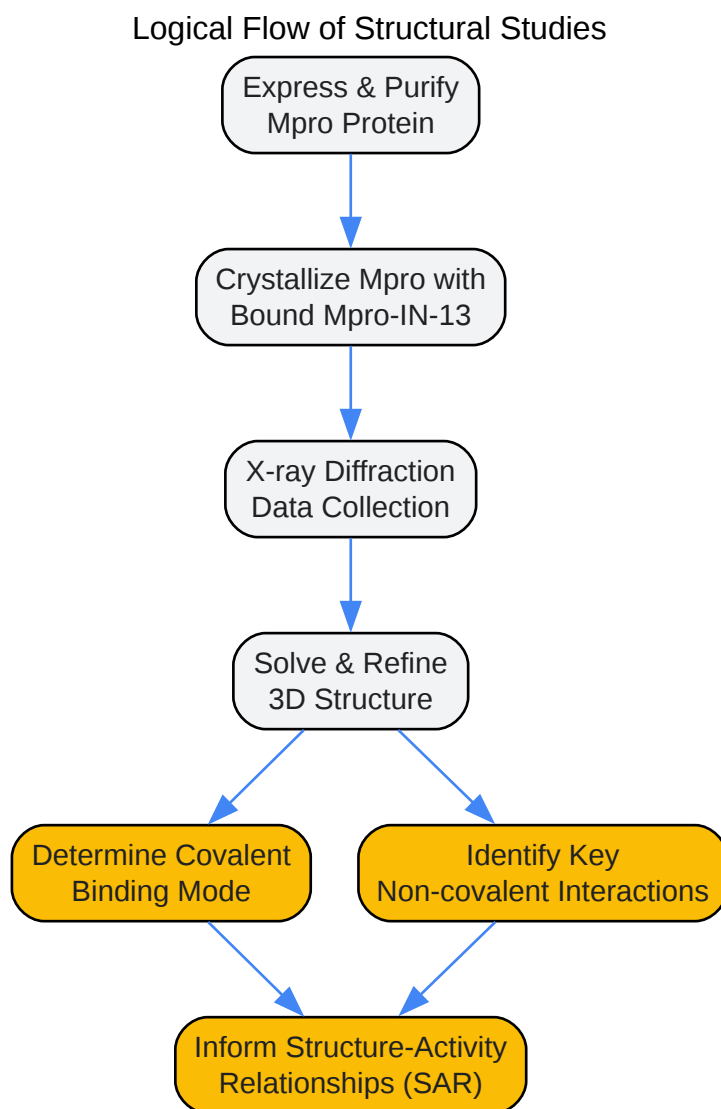 Logical Flow of Structural Studies
Express & Purify
Mpro Protein
Crystallize Mpro with
Bound Mpro-IN-13
X-ray Diffraction
Data Collection
Solve & Refine
3D Structure
Determine Covalent
Binding Mode
Identify Key
Non-covalent Interactions
Inform Structure-Activity
Relationships (SAR)